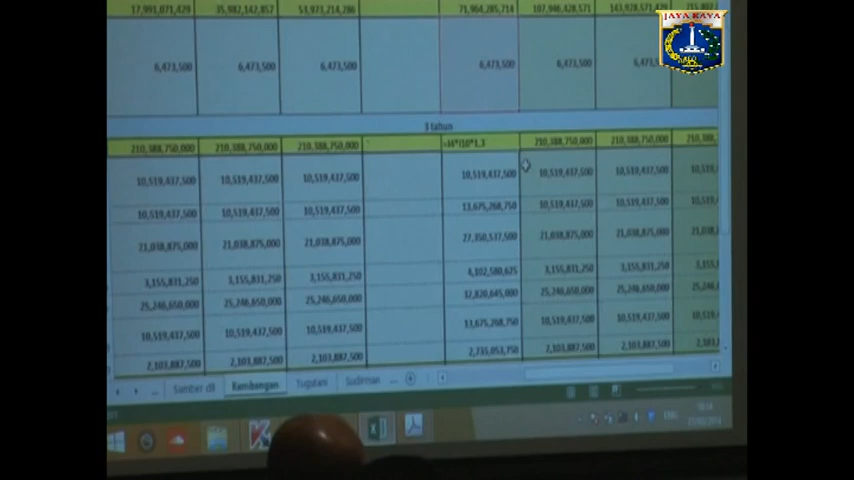 17,991,071,429 35,982,142,857 53,973,214,286 71,964,285,714 107,946,428,571 143,928,571,429
JAYA RAYA
6,473,500 6,473,500 6,473,500 6,473,500 6,473,500
3 tahun
210,388,750,000 210,388,750,000 210,388,750,000 210,388,750,000 210,388,750,000
10,519,437,500 10,519,437,500 10,519,437,500 10,519,437,500 10,519,437,500 10,519,437,500
10,519,437,500 10,519,437,500 10,519,437,500 13,675,268,750 10,519,437,500 10,519,437,500
21,038,875,000 21,038,875,000 21,038,875,000 27,350,537,500 21,038,875,000 21,038,875,000
3,155,831,250 3,155,831,250 3,155,831,250 4,102,580,625 3,155,831,250 3,155,831,250
25,246,650,000 25,246,650,000 25,246,650,000 32,820,645,000 25,246,650,000 25,246,650,000
10,519,437,500 10,519,437,500 10,519,437,500 13,675,268,750 10,519,437,500 10,519,437,500
2,103,887,500 2,103,887,500 2,103,887,500 2,735,053,750 2,103,887,500 2,103,887,500
Sumber dll Kembangan Tugutani Sudirman ...
ENG